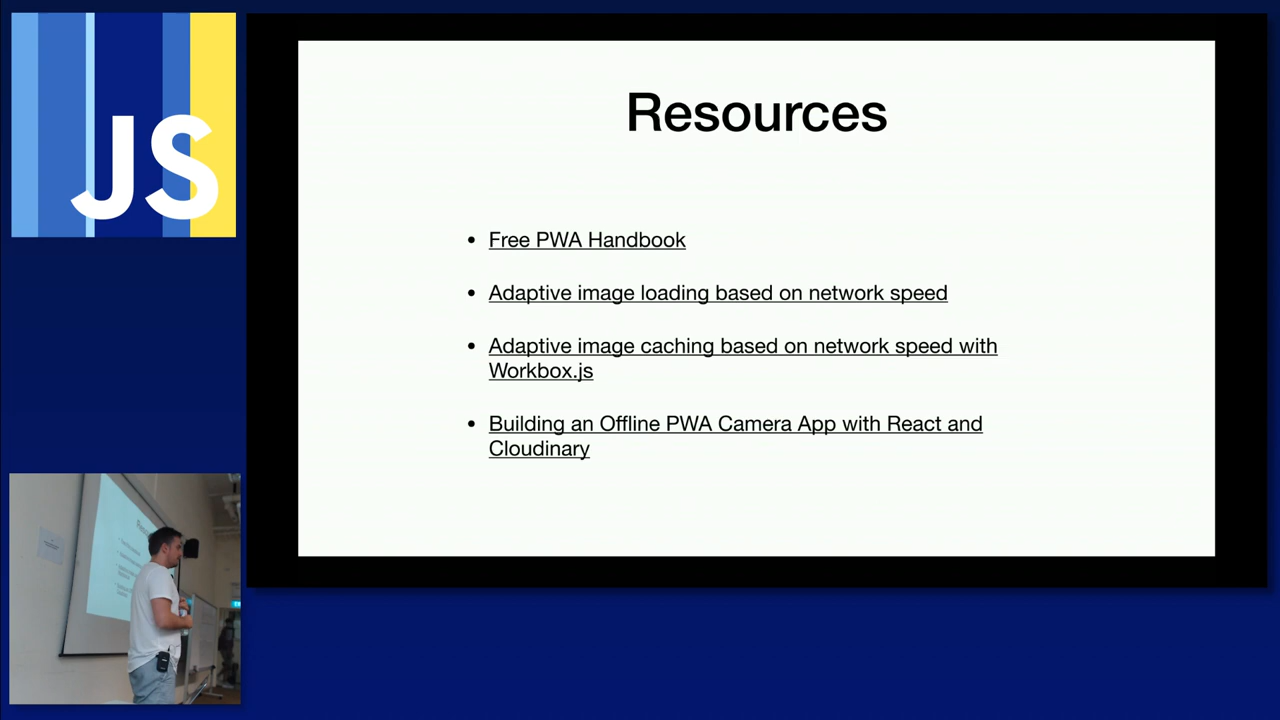 JS
Resources
• Free PWA Handbook
• Adaptive image loading based on network speed
• Adaptive image caching based on network speed with
Workbox.js
• Building an Offline PWA Camera App with React and
Cloudinary